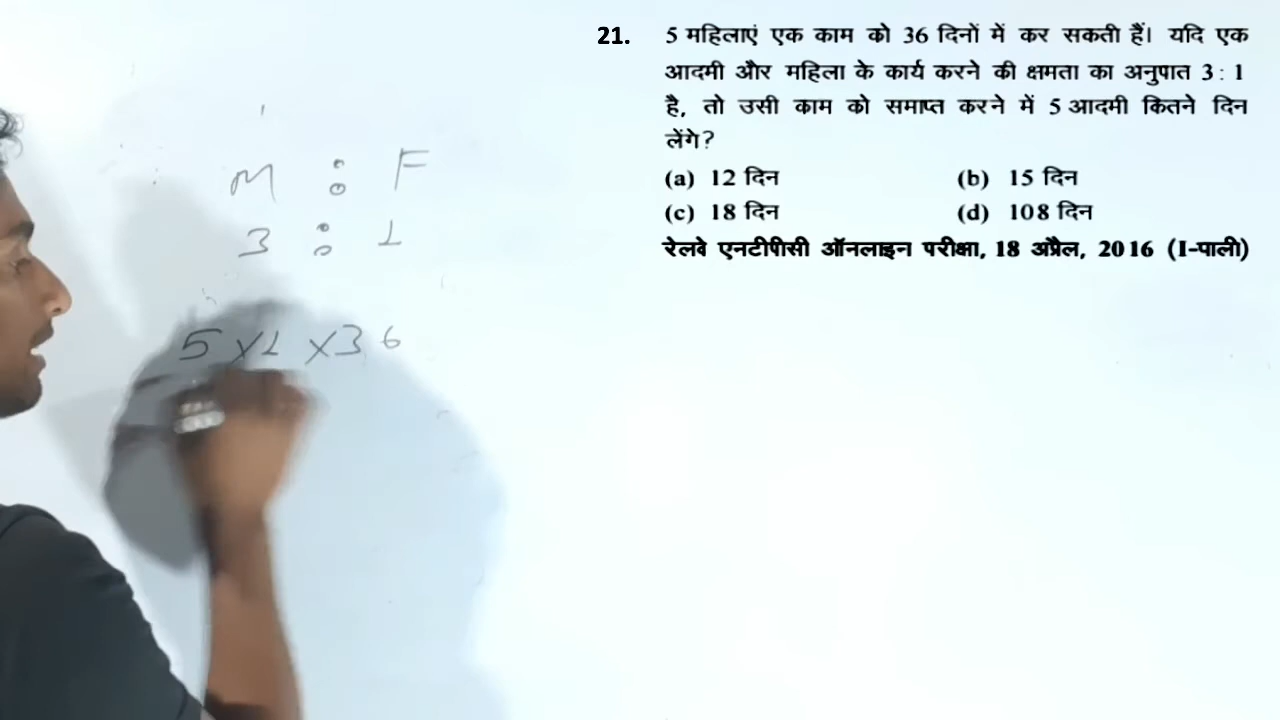 21. 5 महिलाएं एक काम को 36 दिनों में कर सकती हैं। यदि एक
आदमी और महिला के कार्य करने की क्षमता का अनुपात 3 : 1
है, तो उसी काम को समाप्त करने में 5 आदमी कितने दिन
लेंगे?
(a) 12 दिन (b) 15 दिन
(c) 18 दिन (d) 108 दिन
रेलवे एनटीपीसी ऑनलाइन परीक्षा, 18 अप्रैल, 2016 (I-पाली)
M : F
3 : 1
5 x 1 x 36